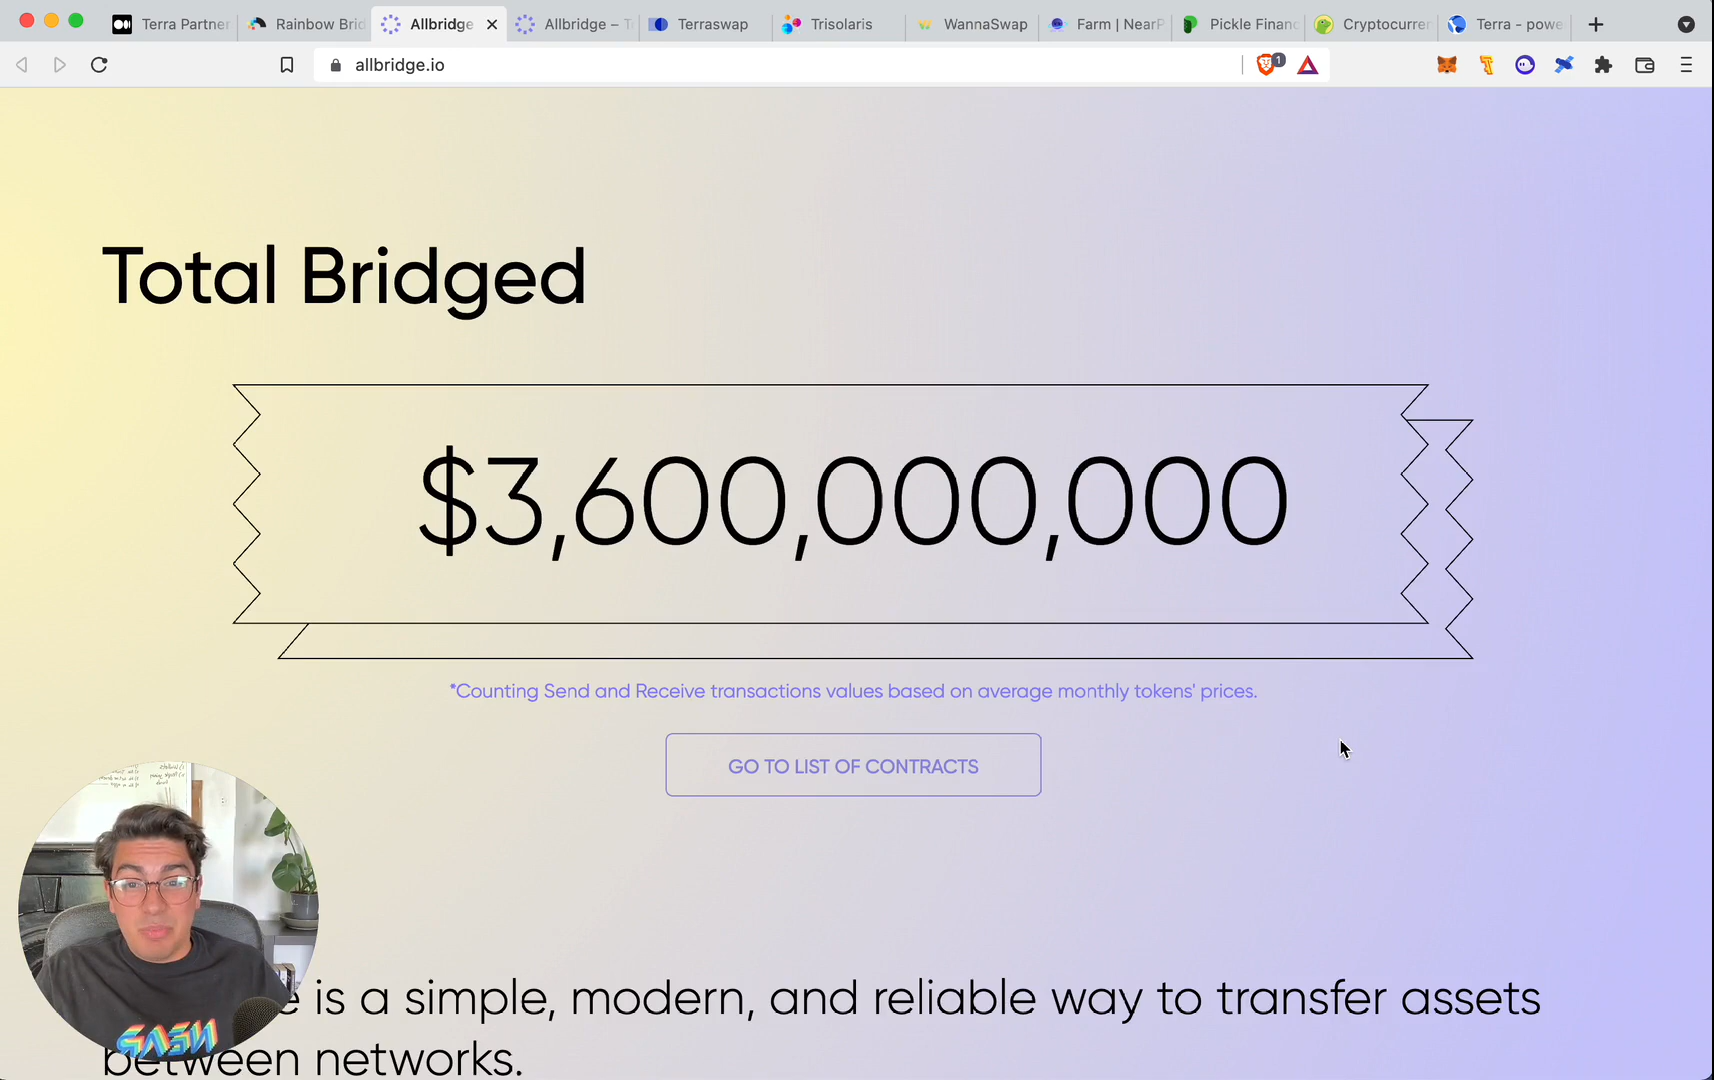 Terra Partner
Rainbow Brid
Allbridge
Allbridge – T
Terraswap
Trisolaris
WannaSwap
Farm | NearP
Pickle Financ
Cryptocurren
Terra - powe
allbridge.io
1
Total Bridged
$3,600,000,000
*Counting Send and Receive transactions values based on average monthly tokens' prices.
GO TO LIST OF CONTRACTS
e is a simple, modern, and reliable way to transfer assets
between networks.